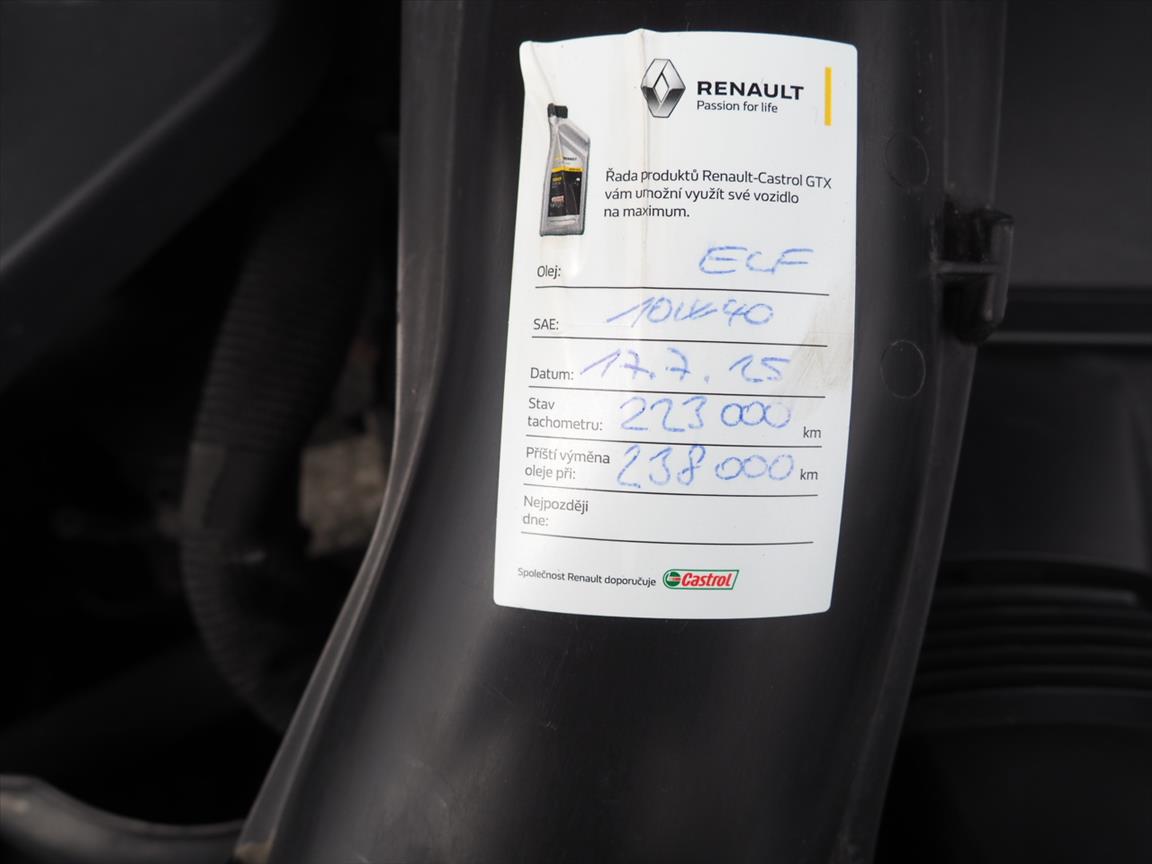 RENAULT
Passion for life
Řada produktů Renault-Castrol GTX
vám umožní využít své vozidlo
na maximum.
Olej: ELF
SAE: 10W40
Datum: 17.7.25
Stav
tachometru: 223 000 km
Příští výměna
oleje při: 238 000 km
Nejpozději
dne:
Společnost Renault doporučuje Castrol